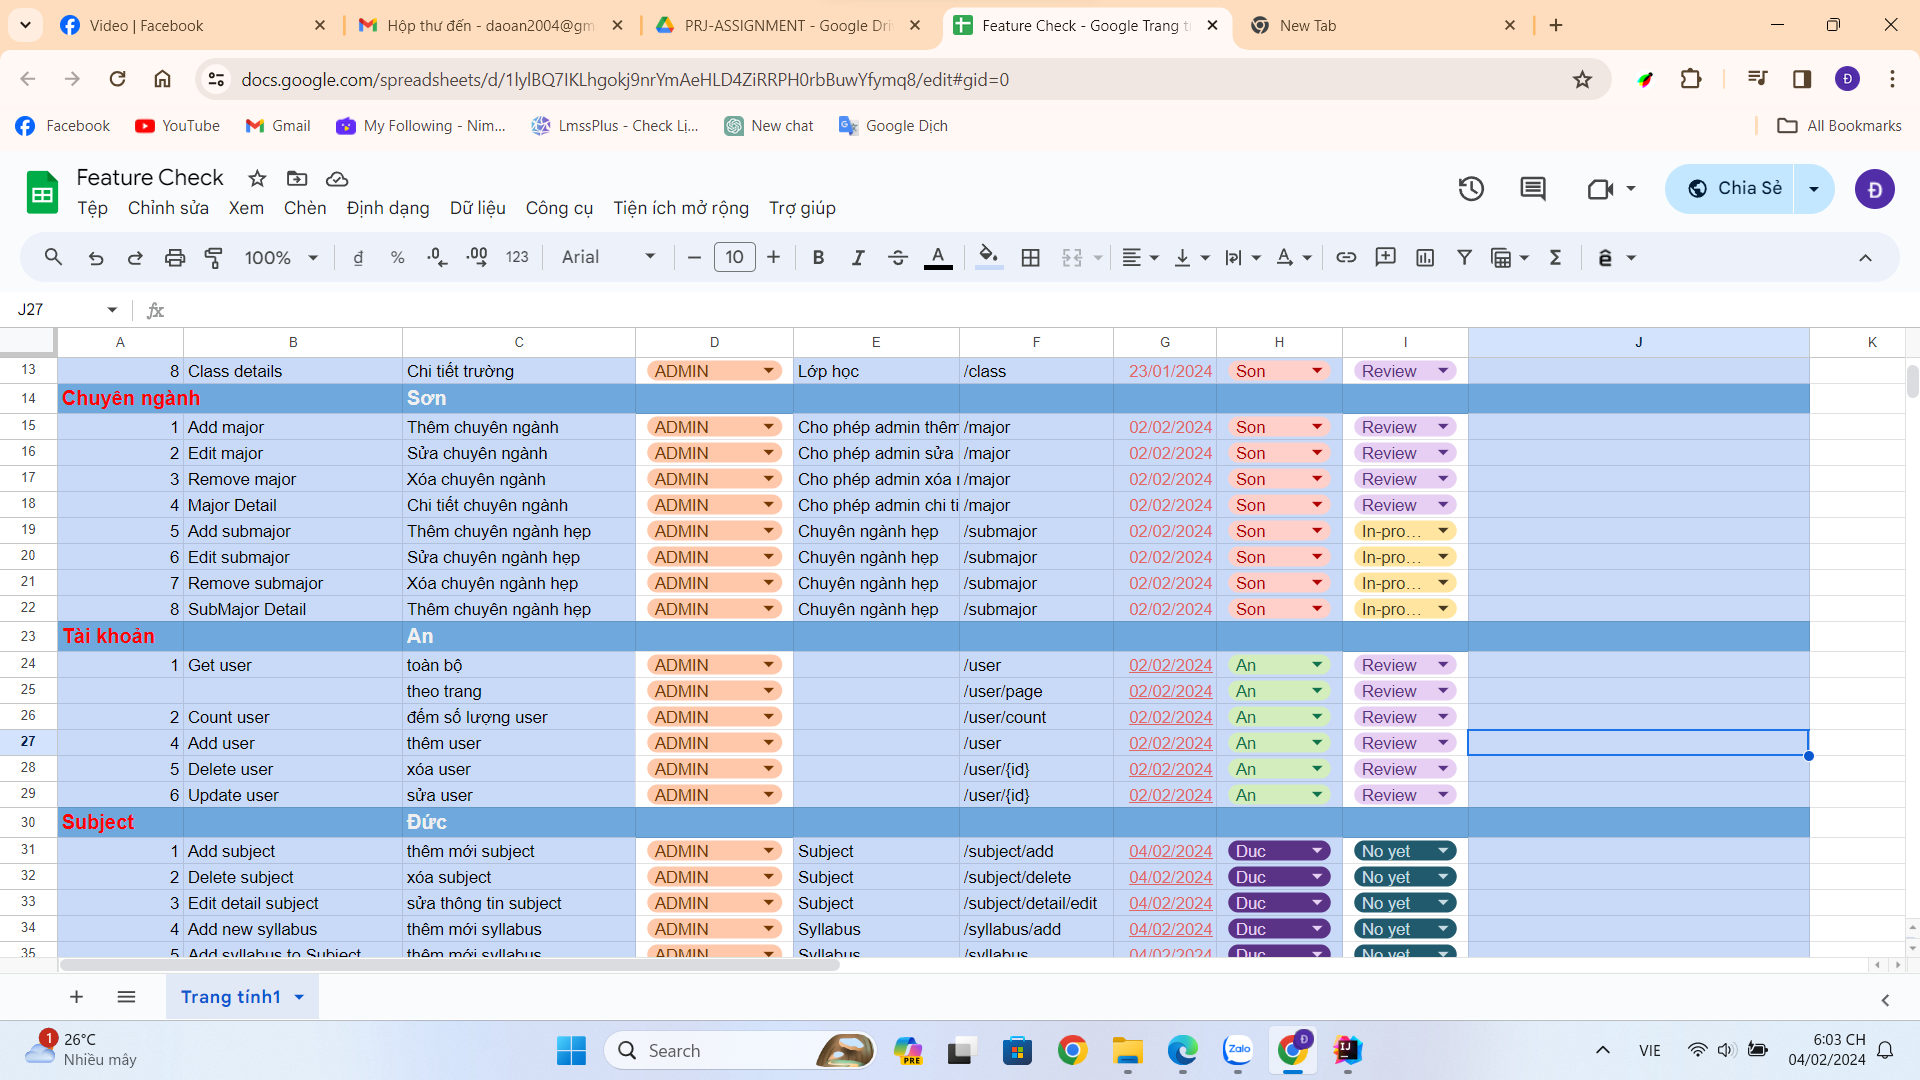 Video | Facebook
Hộp thư đến - daoan2004@gm
PRJ-ASSIGNMENT - Google Dri
Feature Check - Google Trang t
New Tab
docs.google.com/spreadsheets/d/1lylBQ7IKLhgokj9nrYmAeHLD4ZiRRPH0rbBuwYfymq8/edit#gid=0
Đ
Facebook
YouTube
Gmail
My Following - Nim...
LmssPlus - Check Lị...
New chat
Google Dịch
All Bookmarks
Feature Check
Chia Sẻ
Đ
Tệp Chỉnh sửa Xem Chèn Định dạng Dữ liệu Công cụ Tiện ích mở rộng Trợ giúp
100% đ % .0 .00 123 Arial 10 B I A
J27 fx
A B C D E F G H I J K
13 8 Class details Chi tiết trường ADMIN Lớp học /class 23/01/2024 Son Review
14 Chuyên ngành Sơn
15 1 Add major Thêm chuyên ngành ADMIN Cho phép admin thêm /major 02/02/2024 Son Review
16 2 Edit major Sửa chuyên ngành ADMIN Cho phép admin sửa /major 02/02/2024 Son Review
17 3 Remove major Xóa chuyên ngành ADMIN Cho phép admin xóa /major 02/02/2024 Son Review
18 4 Major Detail Chi tiết chuyên ngành ADMIN Cho phép admin chi ti /major 02/02/2024 Son Review
19 5 Add submajor Thêm chuyên ngành hẹp ADMIN Chuyên ngành hẹp /submajor 02/02/2024 Son In-pro...
20 6 Edit submajor Sửa chuyên ngành hẹp ADMIN Chuyên ngành hẹp /submajor 02/02/2024 Son In-pro...
21 7 Remove submajor Xóa chuyên ngành hẹp ADMIN Chuyên ngành hẹp /submajor 02/02/2024 Son In-pro...
22 8 SubMajor Detail Thêm chuyên ngành hẹp ADMIN Chuyên ngành hẹp /submajor 02/02/2024 Son In-pro...
23 Tài khoản An
24 1 Get user toàn bộ ADMIN /user 02/02/2024 An Review
25 theo trang ADMIN /user/page 02/02/2024 An Review
26 2 Count user đếm số lượng user ADMIN /user/count 02/02/2024 An Review
27 4 Add user thêm user ADMIN /user 02/02/2024 An Review
28 5 Delete user xóa user ADMIN /user/{id} 02/02/2024 An Review
29 6 Update user sửa user ADMIN /user/{id} 02/02/2024 An Review
30 Subject Đức
31 1 Add subject thêm mới subject ADMIN Subject /subject/add 04/02/2024 Duc No yet
32 2 Delete subject xóa subject ADMIN Subject /subject/delete 04/02/2024 Duc No yet
33 3 Edit detail subject sửa thông tin subject ADMIN Subject /subject/detail/edit 04/02/2024 Duc No yet
34 4 Add new syllabus thêm mới syllabus ADMIN Syllabus /syllabus/add 04/02/2024 Duc No yet
35 5 Add syllabus to Subject thêm mới syllabus ADMIN Syllabus /syllabus 04/02/2024 Duc No yet
Trang tính1
1
26°C
Nhiều mây
Search
PRE
Zalo
Đ
IJ
VIE
6:03 CH
04/02/2024